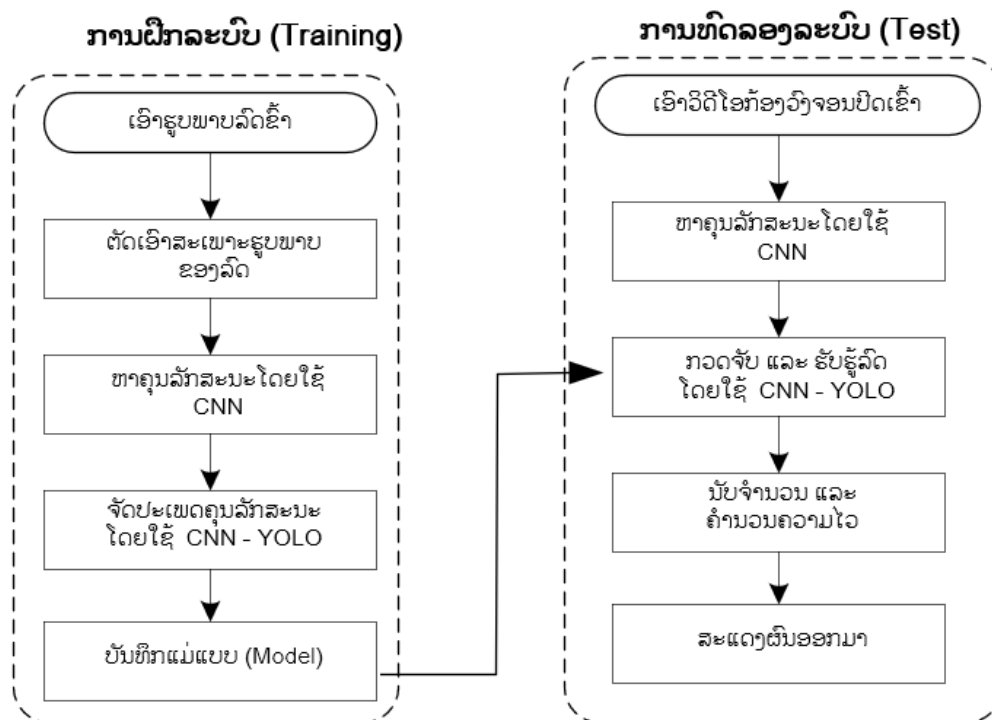 ການຝຶກລະບົບ (Training)
ເອົາຮູບພາບລົດຂົ້າ
ຕັດເອົາສະເພາະຮູບພາບ
ຂອງລົດ
ຫາຄຸນລັກສະນະໂດຍໃຊ້
CNN
ຈັດປະເພດຄຸນລັກສະນະ
ໂດຍໃຊ້ CNN - YOLO
ບັນທຶກແມ່ແບບ (Model)
ການທົດລອງລະບົບ (Test)
ເອົາວິດີໂອກ້ອງວົງຈອນປິດເຂົ້າ
ຫາຄຸນລັກສະນະໂດຍໃຊ້
CNN
ກວດຈັບ ແລະ ຮັບຮູ້ລົດ
ໂດຍໃຊ້ CNN - YOLO
ນັບຈຳນວນ ແລະ
ຄຳນວນຄວາມໄວ
ສະແດງຜົນອອກມາ